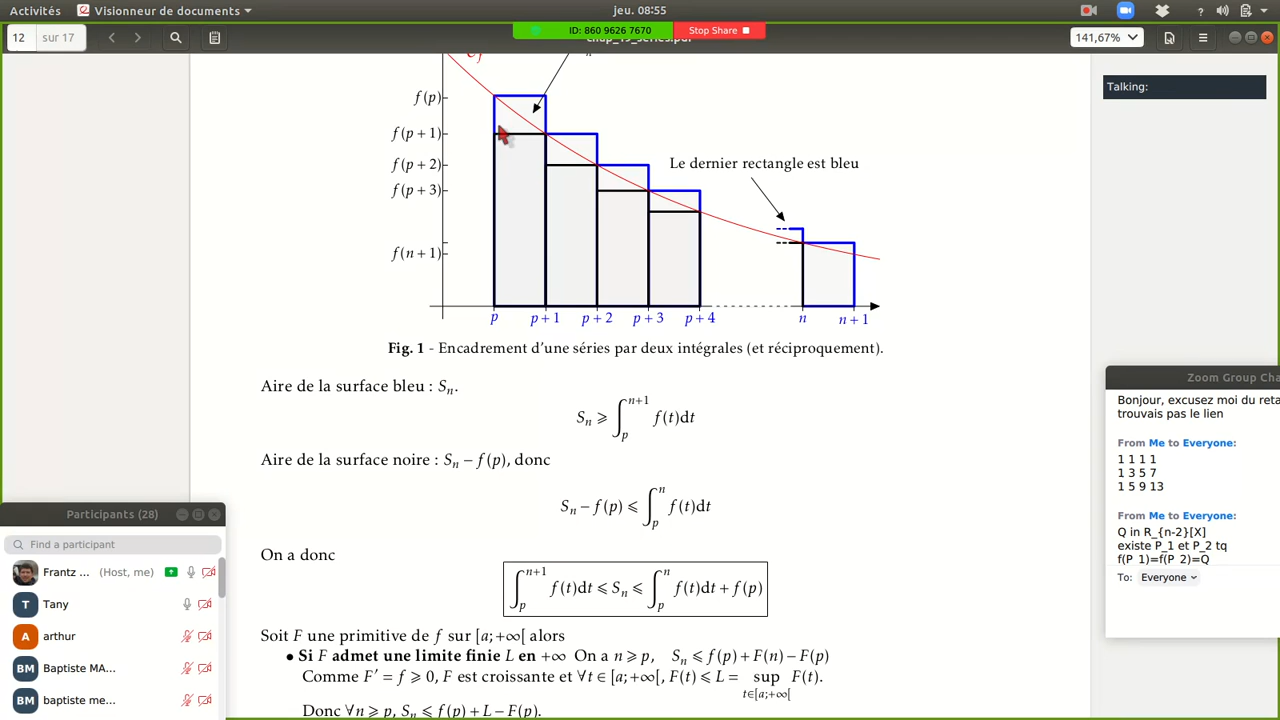 Activités
Visionneur de documents
jeu. 08:55
12 sur 17
ID: 860 9626 7670
Stop Share
chap_19_series.pdf
141,67%
Talking:
f(p)
f(p+1)
f(p+2)
f(p+3)
f(n+1)
Le dernier rectangle est bleu
p p+1 p+2 p+3 p+4 n n+1
Fig. 1 - Encadrement d'une séries par deux intégrales (et réciproquement).
Aire de la surface bleu : Sₙ.
Sₙ ⩾ ∫ₚⁿ⁺¹ f(t)dt
Aire de la surface noire : Sₙ − f(p), donc
Sₙ − f(p) ⩽ ∫ₚⁿ f(t)dt
On a donc
∫ₚⁿ⁺¹ f(t)dt ⩽ Sₙ ⩽ ∫ₚⁿ f(t)dt + f(p)
Soit F une primitive de f sur [a;+∞[ alors
• Si F admet une limite finie L en +∞ On a n ⩾ p, Sₙ ⩽ f(p) + F(n) − F(p)
Comme F′ = f ⩾ 0, F est croissante et ∀t ∈ [a;+∞[, F(t) ⩽ L = sup F(t).
t∈[a;+∞[
Donc ∀n ⩾ p, Sₙ ⩽ f(p) + L − F(p).
Zoom Group Cha
Bonjour, excusez moi du reta
trouvais pas le lien
From Me to Everyone:
1 1 1 1
1 3 5 7
1 5 9 13
From Me to Everyone:
Q in R_{n-2}[X]
existe P_1 et P_2 tq
f(P_1)=f(P_2)=Q
To: Everyone
Participants (28)
Find a participant
Frantz ... (Host, me)
T Tany
A arthur
BM Baptiste MA...
BM baptiste me...